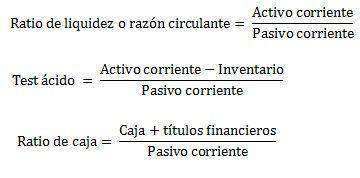 Ratio de liquidez o razón circulante = Activo corriente / Pasivo corriente
Test ácido = Activo corriente − Inventario / Pasivo corriente
Ratio de caja = Caja + títulos financieros / Pasivo corriente